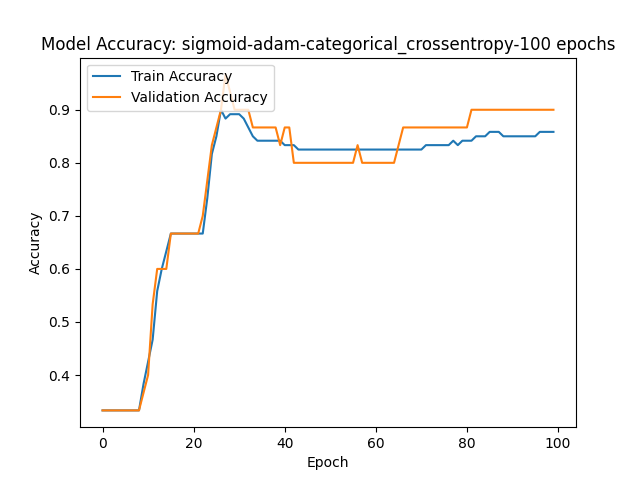 Model Accuracy: sigmoid-adam-categorical_crossentropy-100 epochs
Train Accuracy
Validation Accuracy
0.9
0.8
0.7
0.6
0.5
0.4
Accuracy
0 20 40 60 80 100
Epoch